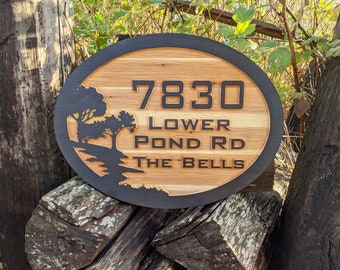 7830
Lower
Pond Rd
The Bells